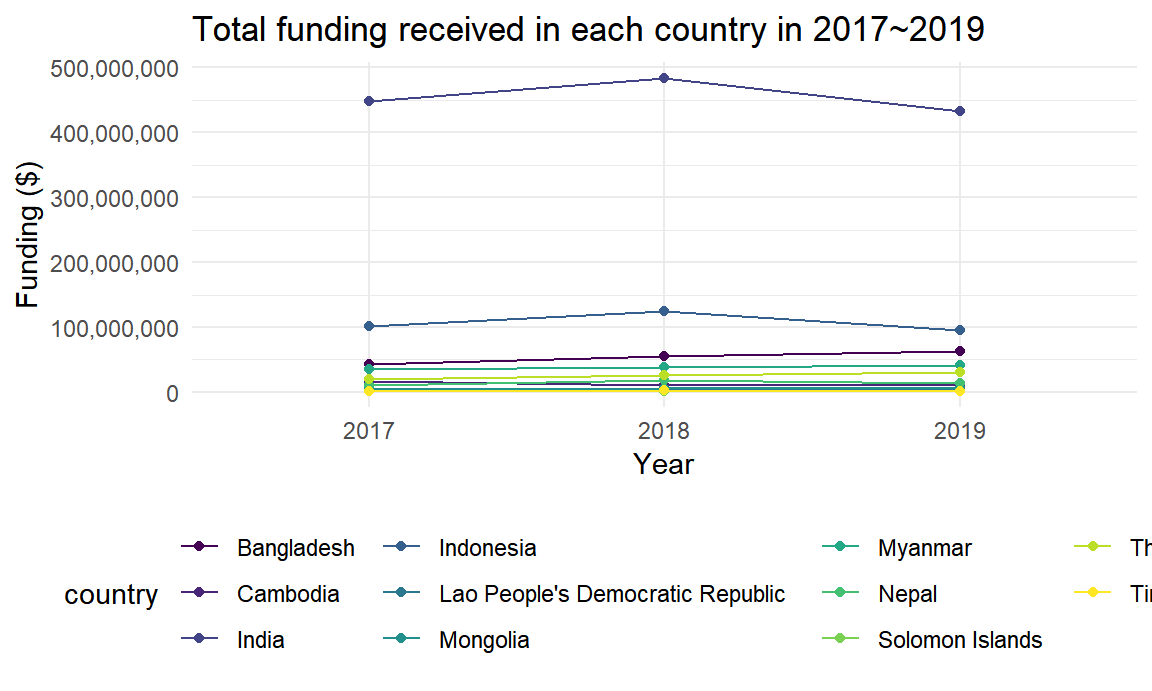 Total funding received in each country in 2017~2019
Funding ($)
500,000,000
400,000,000
300,000,000
200,000,000
100,000,000
0
2017 2018 2019
Year
country
Bangladesh Indonesia Myanmar Th
Cambodia Lao People's Democratic Republic Nepal Tim
India Mongolia Solomon Islands